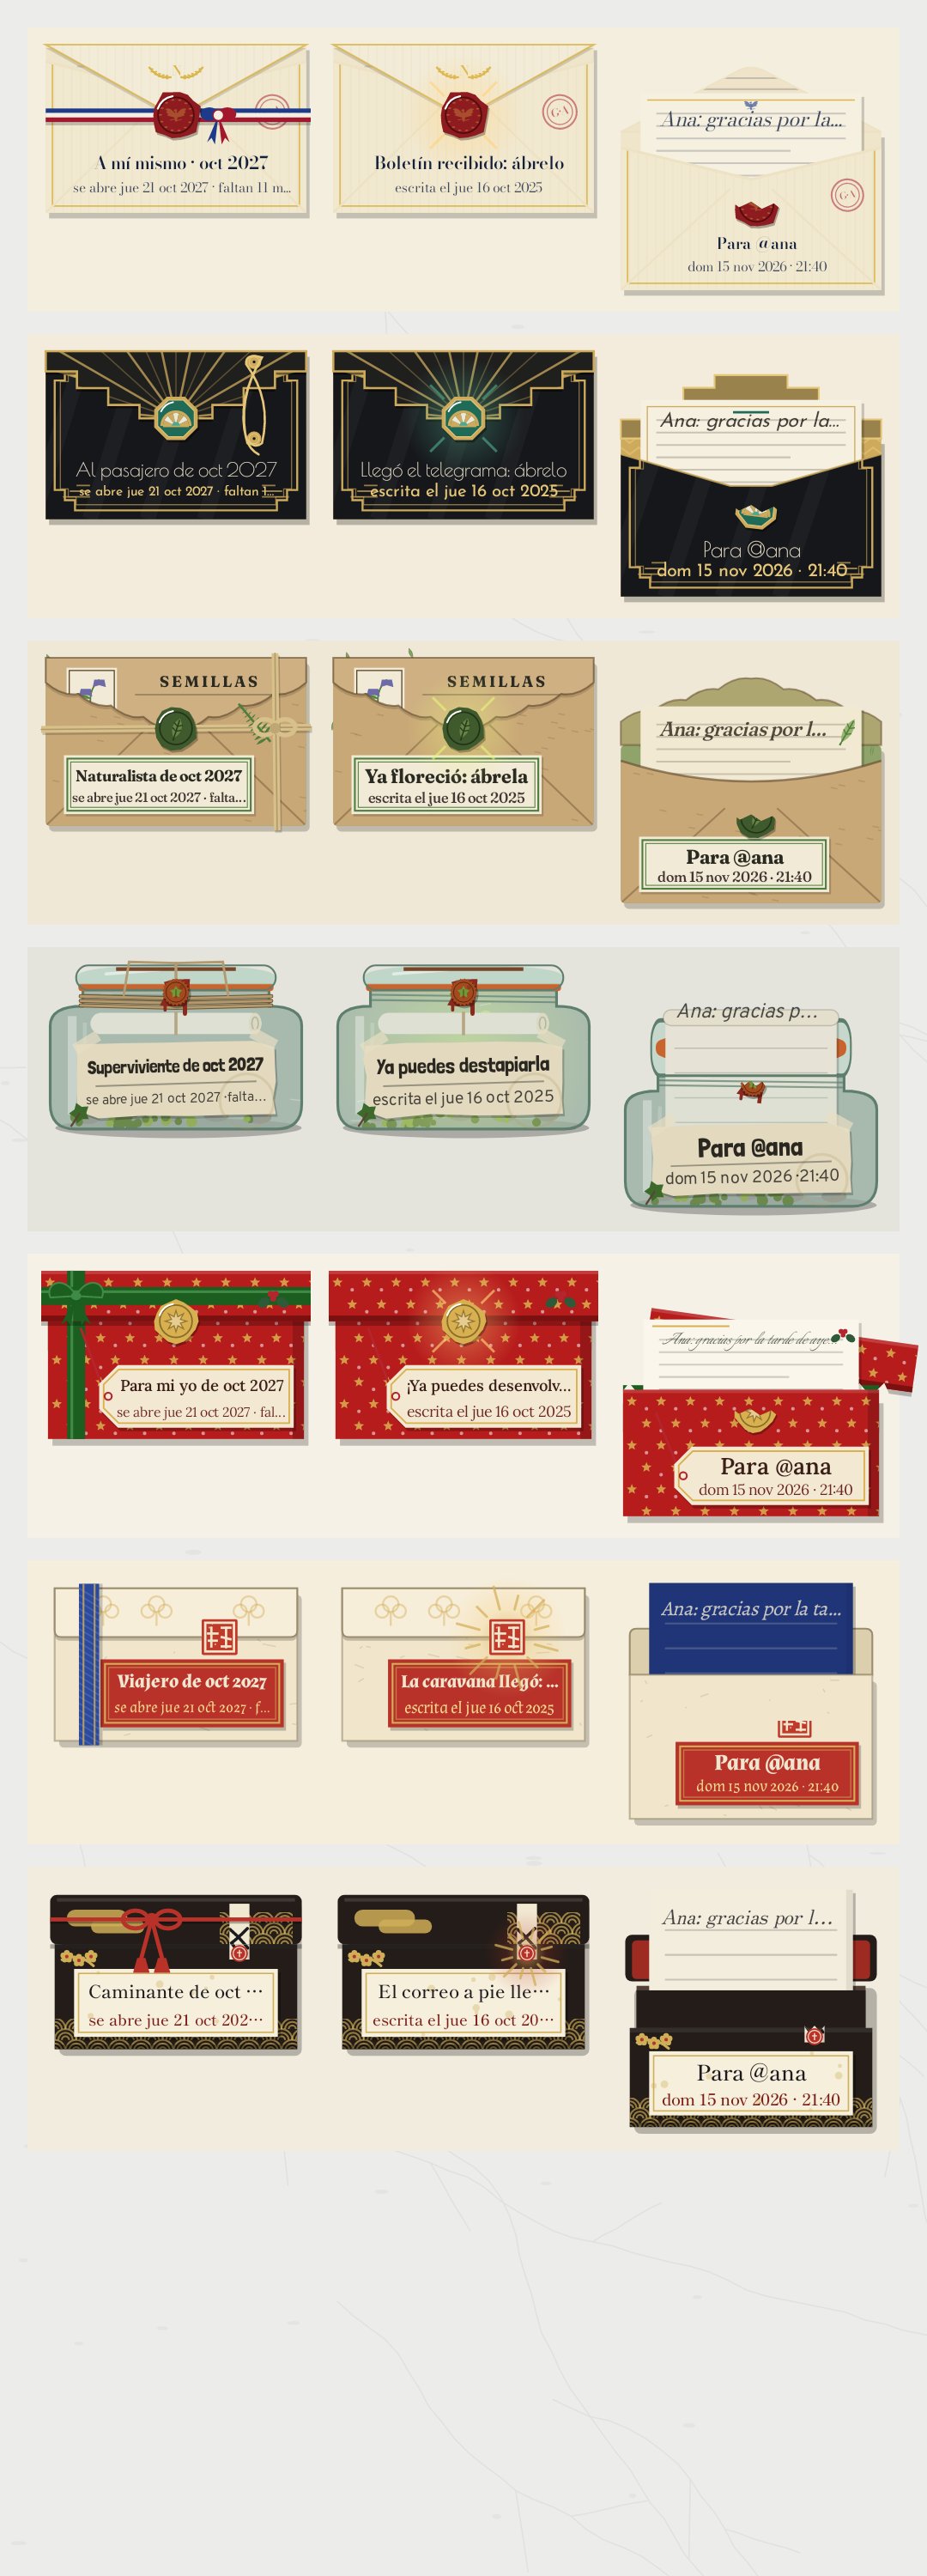 A mí mismo · oct 2027
se abre jue 21 oct 2027 · faltan 11 m...
Boletín recibido: ábrelo
escrita el jue 16 oct 2025
G·N
Ana: gracias por la...
G·N
Para @ana
dom 15 nov 2026 · 21:40
Al pasajero de oct 2027
se abre jue 21 oct 2027 · faltan 1...
Llegó el telegrama: ábrelo
escrita el jue 16 oct 2025
Ana: gracias por la...
Para @ana
dom 15 nov 2026 · 21:40
SEMILLAS
Naturalista de oct 2027
se abre jue 21 oct 2027 · falta...
SEMILLAS
Ya floreció: ábrela
escrita el jue 16 oct 2025
Ana: gracias por l...
Para @ana
dom 15 nov 2026 · 21:40
Superviviente de oct 2027
se abre jue 21 oct 2027 · falta...
Ya puedes destapiarla
escrita el jue 16 oct 2025
Ana: gracias p...
Para @ana
dom 15 nov 2026 · 21:40
Para mi yo de oct 2027
se abre jue 21 oct 2027 · fal...
¡Ya puedes desenvolv...
escrita el jue 16 oct 2025
Ana: gracias por la tarde de aye...
Para @ana
dom 15 nov 2026 · 21:40
Viajero de oct 2027
se abre jue 21 oct 2027 · f...
La caravana llegó: ...
escrita el jue 16 oct 2025
Ana: gracias por la ta...
Para @ana
dom 15 nov 2026 · 21:40
Caminante de oct ...
se abre jue 21 oct 202...
El correo a pie lle...
escrita el jue 16 oct 20...
Ana: gracias por l...
Para @ana
dom 15 nov 2026 · 21:40